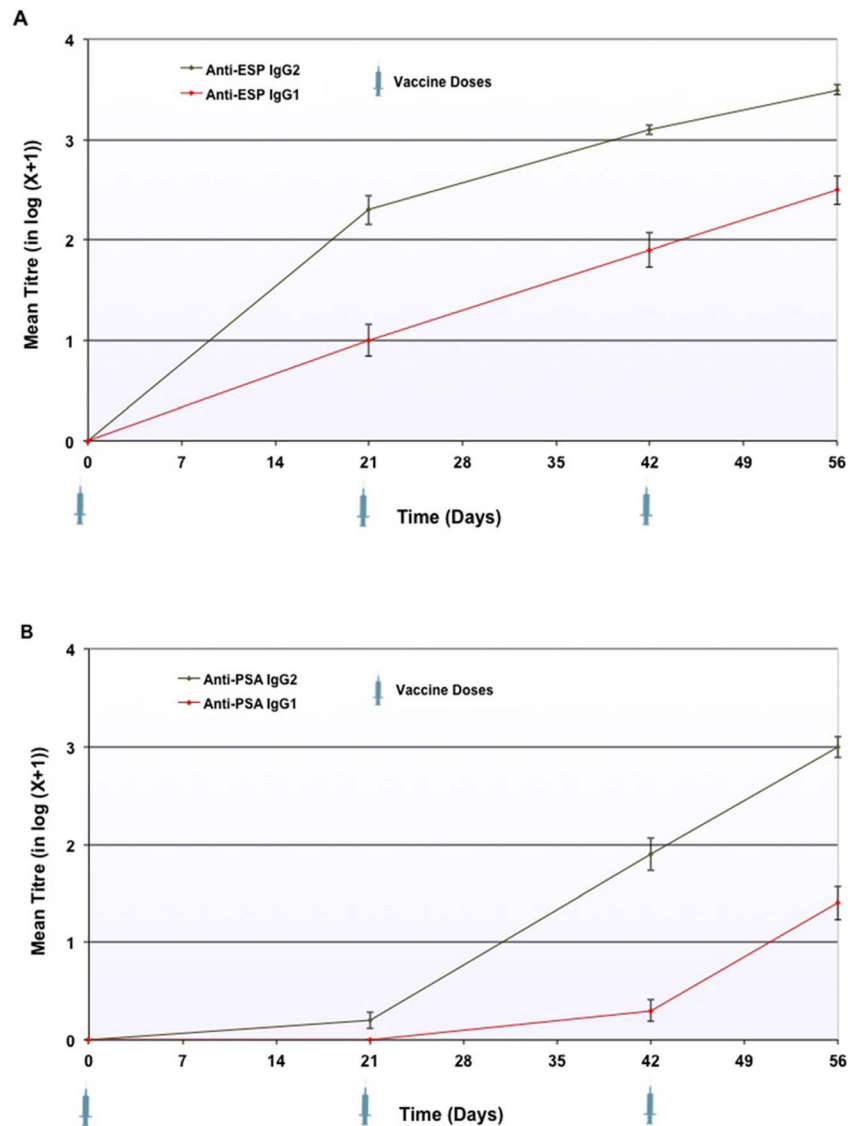 A
4
Anti-ESP IgG2
Anti-ESP IgG1
Vaccine Doses
3
2
1
0
Mean Titre (in log (X+1))
0 7 14 21 28 35 42 49 56
Time (Days)
B
4
Anti-PSA IgG2
Anti-PSA IgG1
Vaccine Doses
3
2
1
0
Mean Titre (in log (X+1))
0 7 14 21 28 35 42 49 56
Time (Days)